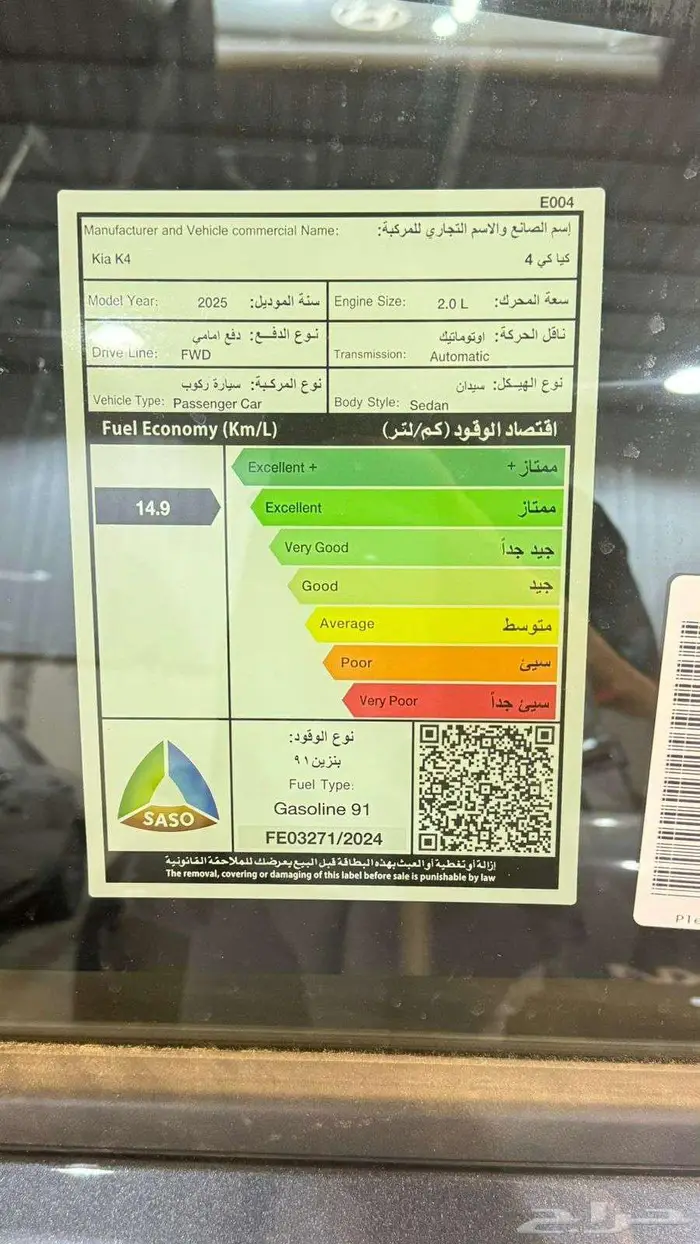 E004
Manufacturer and Vehicle commercial Name: إسم الصانع والاسم التجاري للمركبة:
Kia K4 كيا كي 4
Model Year: 2025 سنة الموديل:
Engine Size: 2.0 L سعة المحرك:
نوع الدفع: دفع امامي
Drive Line: FWD
ناقل الحركة: اوتوماتيك
Transmission: Automatic
نوع المركبة: سيارة ركوب
Vehicle Type: Passenger Car
نوع الهيكل: سيدان
Body Style: Sedan
Fuel Economy (Km/L) اقتصاد الوقود (كم/لتر)
Excellent + ممتاز +
14.9
Excellent ممتاز
Very Good جيد جداً
Good جيد
Average متوسط
Poor سيئ
Very Poor سيئ جداً
SASO
نوع الوقود:
بنزين ٩١
Fuel Type:
Gasoline 91
FE03271/2024
إزالة أو تغطية أو العبث بهذه البطاقة قبل البيع يعرضك للملاحقة القانونية
The removal, covering or damaging of this label before sale is punishable by law
حراج